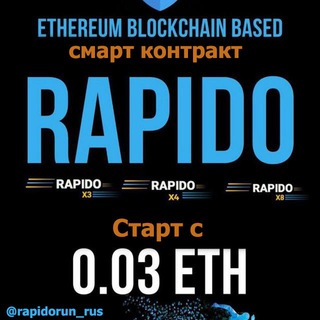 ETHEREUM BLOCKCHAIN BASED
смарт контракт
RAPIDO
RAPIDO X3 RAPIDO X4 RAPIDO X8
Старт с
0.03 ETH
@rapidorun_rus